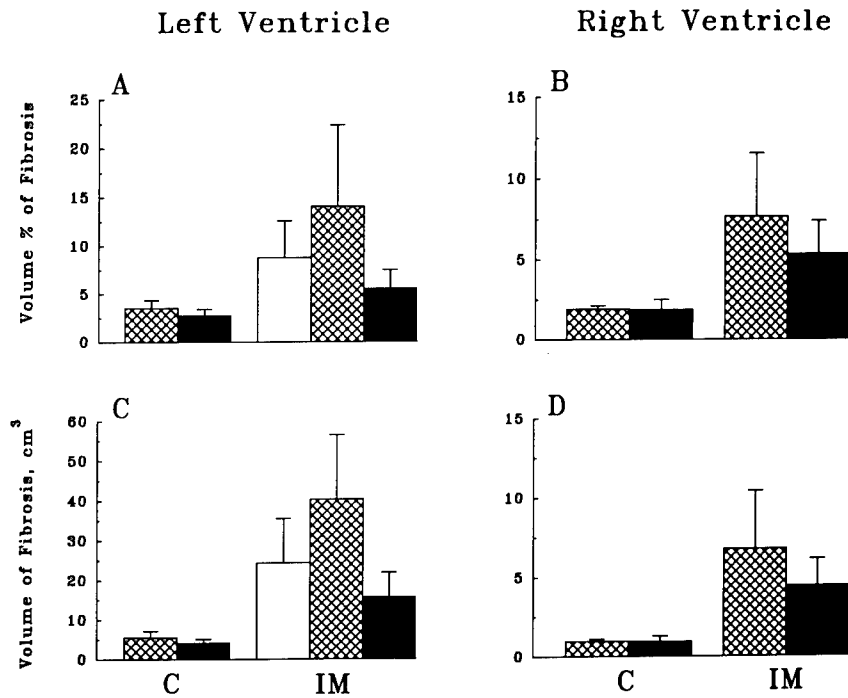 Left Ventricle
Right Ventricle
A
Volume % of Fibrosis
25
20
15
10
5
0
B
15
10
5
0
C
Volume of Fibrosis, cm³
60
50
40
30
20
10
0
C
IM
D
15
10
5
0
C
IM